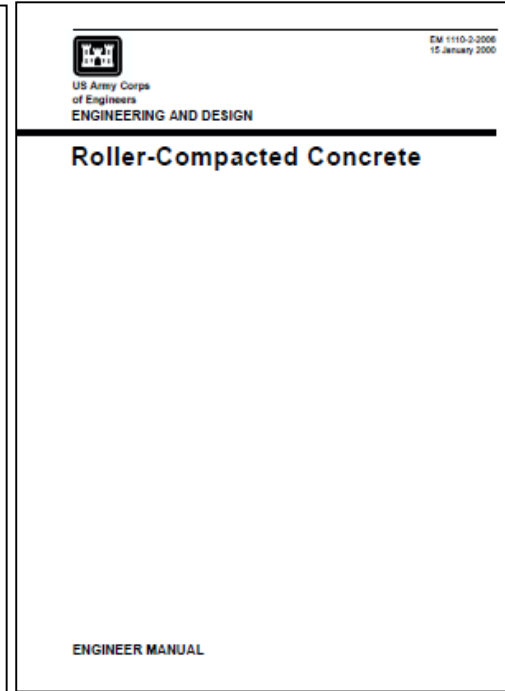 EM 1110-2-2006
15 January 2000
US Army Corps
of Engineers
ENGINEERING AND DESIGN
Roller-Compacted Concrete
ENGINEER MANUAL